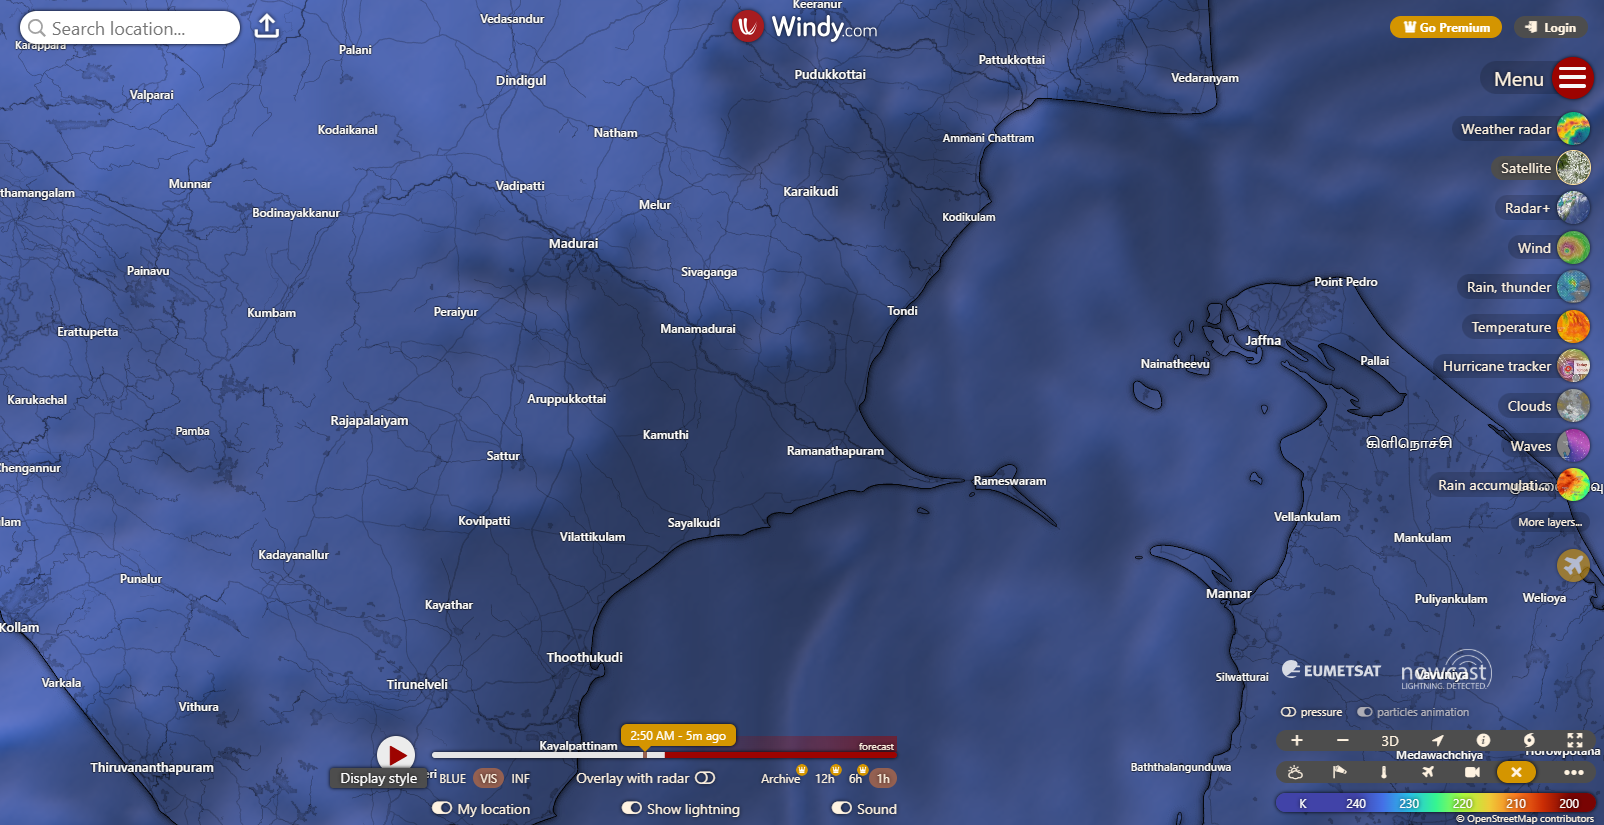 Search location...
Windy.com
Go Premium
Login
Menu
Weather radar
Satellite
Radar+
Wind
Rain, thunder
Temperature
Hurricane tracker
Clouds
Waves
Rain accumulati...
More layers...
Keeranur
Vedasandur
Karappara
Palani
Pattukkottai
Pudukkottai
Vedaranyam
Dindigul
Valparai
Kodaikanal
Natham
Ammani Chattram
Munnar
Vadipatti
Karaikudi
thamangalam
Melur
Bodinayakkanur
Kodikulam
Madurai
Painavu
Sivaganga
Point Pedro
Kumbam
Peraiyur
Tondi
Erattupetta
Manamadurai
Jaffna
Nainatheevu
Pallai
Karukachal
Aruppukkottai
Rajapalaiyam
Pamba
Kamuthi
கிளிநொச்சி
Sattur
Ramanathapuram
Chengannur
Rameswaram
Kovilpatti
Sayalkudi
Vellankulam
lam
Vilattikulam
Mankulam
Kadayanallur
Punalur
Mannar
Puliyankulam
Welioya
Kayathar
Kollam
Thoothukudi
Varkala
Tirunelveli
Silwatturai
Vavuniya
Vithura
Kayalpattinam
Thiruvananthapuram
Baththalangunduwa
Medawachchiya
Horowpotana
EUMETSAT
nowcast
LIGHTNING. DETECTED.
pressure
particles animation
2:50 AM - 5m ago
forecast
Display style
eri
BLUE
VIS
INF
Overlay with radar
Archive
12h
6h
1h
My location
Show lightning
Sound
+
−
3D
K
240
230
220
210
200
© OpenStreetMap contributors